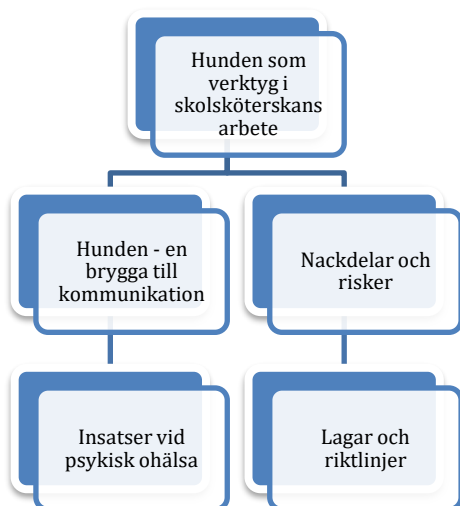 Hunden som
verktyg i
skolsköterskans
arbete
Hunden - en
brygga till
kommunikation
Nackdelar och
risker
Insatser vid
psykisk ohälsa
Lagar och
riktlinjer